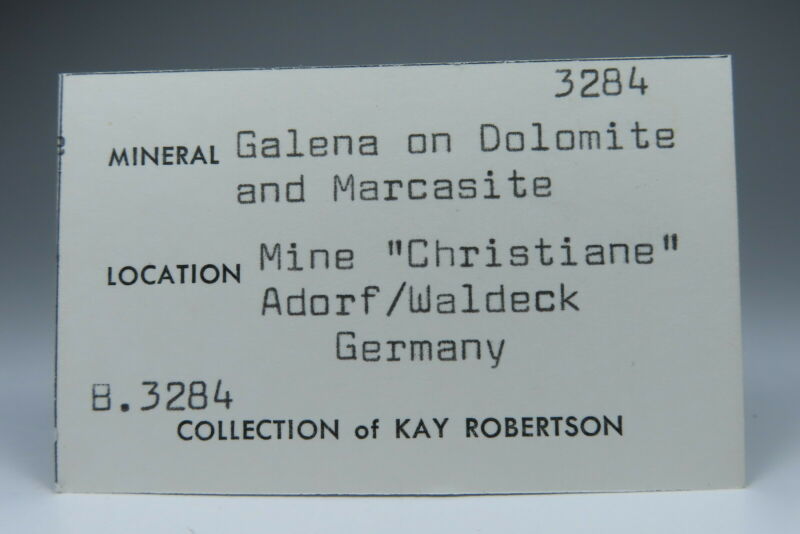 3284
MINERAL Galena on Dolomite
and Marcasite
LOCATION Mine "Christiane"
Adorf/Waldeck
Germany
B.3284
COLLECTION of KAY ROBERTSON